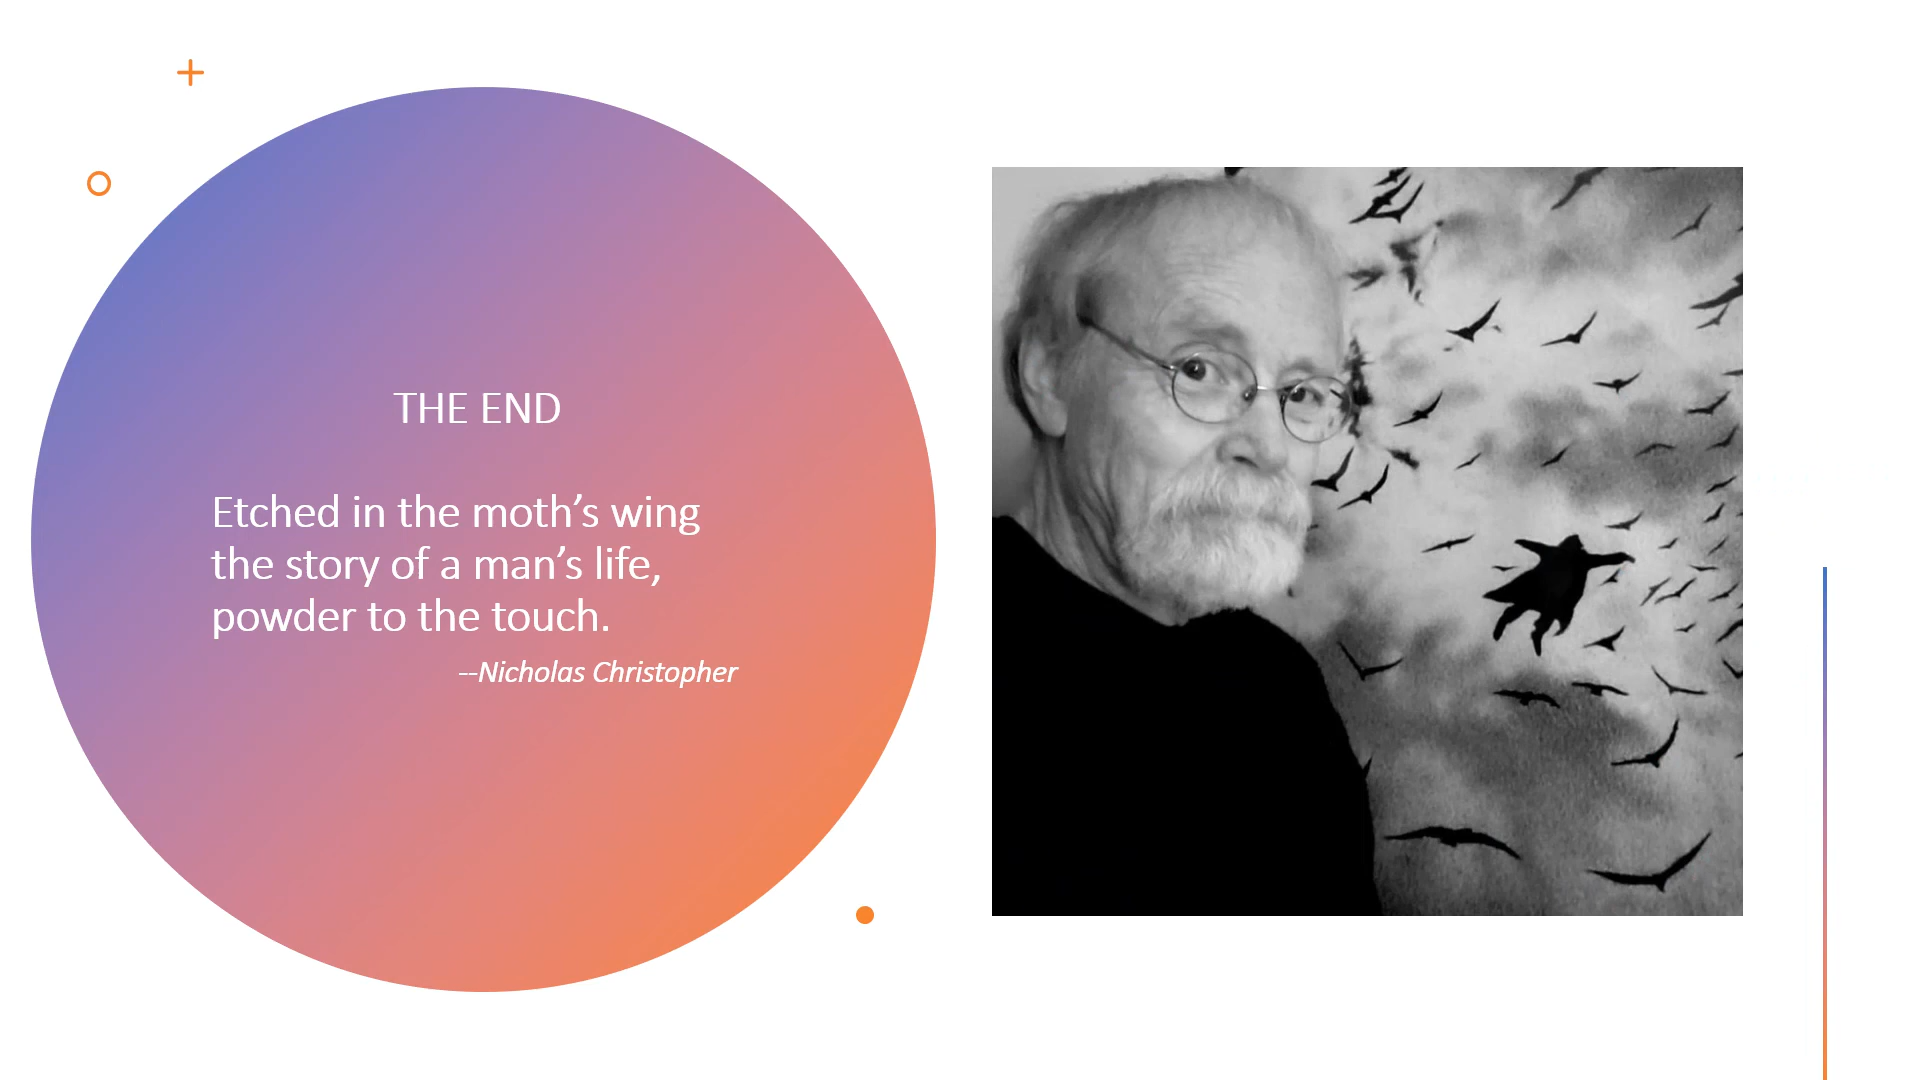 THE END
Etched in the moth’s wing
the story of a man’s life,
powder to the touch.
--Nicholas Christopher